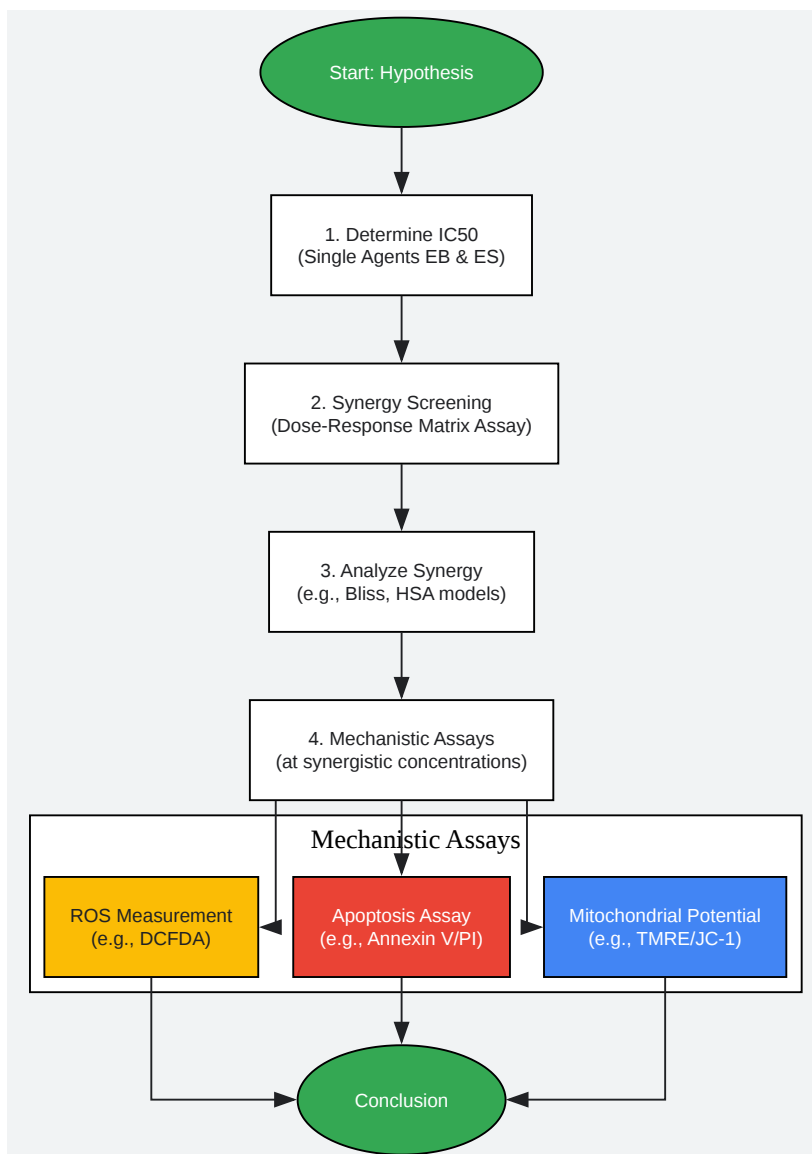 Start: Hypothesis
1. Determine IC50
(Single Agents EB & ES)
2. Synergy Screening
(Dose-Response Matrix Assay)
3. Analyze Synergy
(e.g., Bliss, HSA models)
4. Mechanistic Assays
(at synergistic concentrations)
Mechanistic Assays
ROS Measurement
(e.g., DCFDA)
Apoptosis Assay
(e.g., Annexin V/PI)
Mitochondrial Potential
(e.g., TMRE/JC-1)
Conclusion